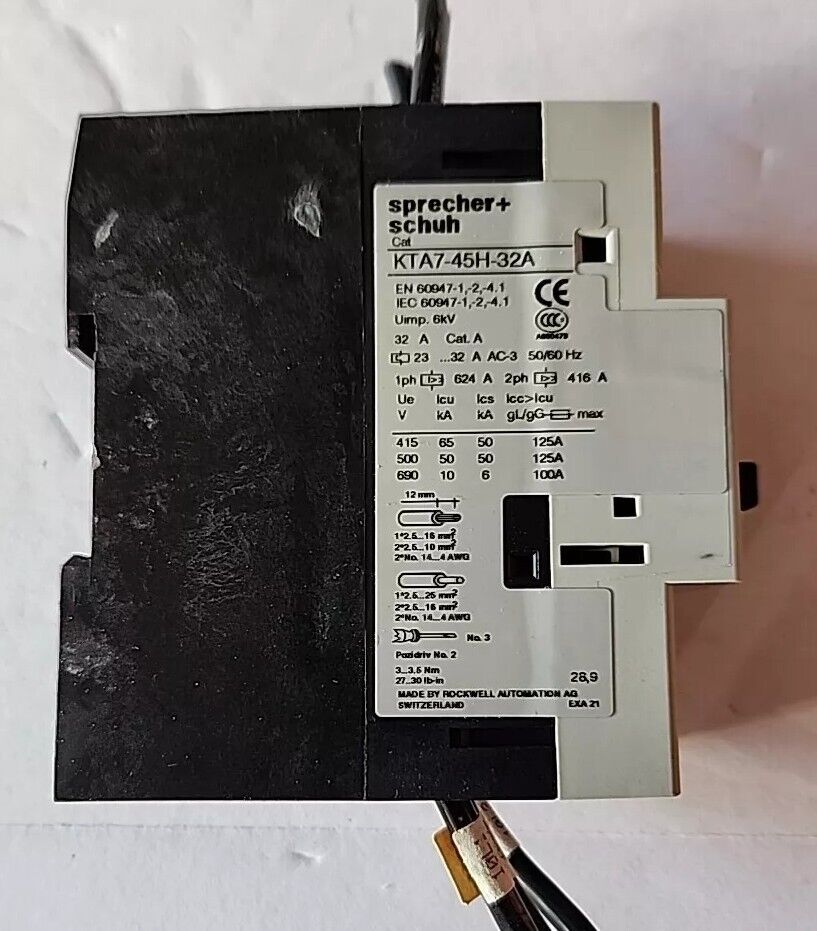 sprecher+
schuh
Cat
KTA7-45H-32A
EN 60947-1,-2,-4.1
IEC 60947-1,-2,-4.1
CE
CCC
Uimp. 6kV
32 A Cat. A
23 ...32 A AC-3 50/60 Hz
1ph 624 A 2ph 416 A
Ue Icu Ics Icc>Icu
V kA kA gL/gG max
415 65 50 125A
500 50 50 125A
690 10 6 100A
12 mm
1*2.5...16 mm²
2*2.5...10 mm²
2*No. 14...4 AWG
1*2.5...25 mm²
2*2.5...16 mm²
2*No. 14...4 AWG
No. 3
Pozidriv No. 2
3...3.5 Nm
27..30 lb-in
28,9
MADE BY ROCKWELL AUTOMATION AG
SWITZERLAND EXA 21